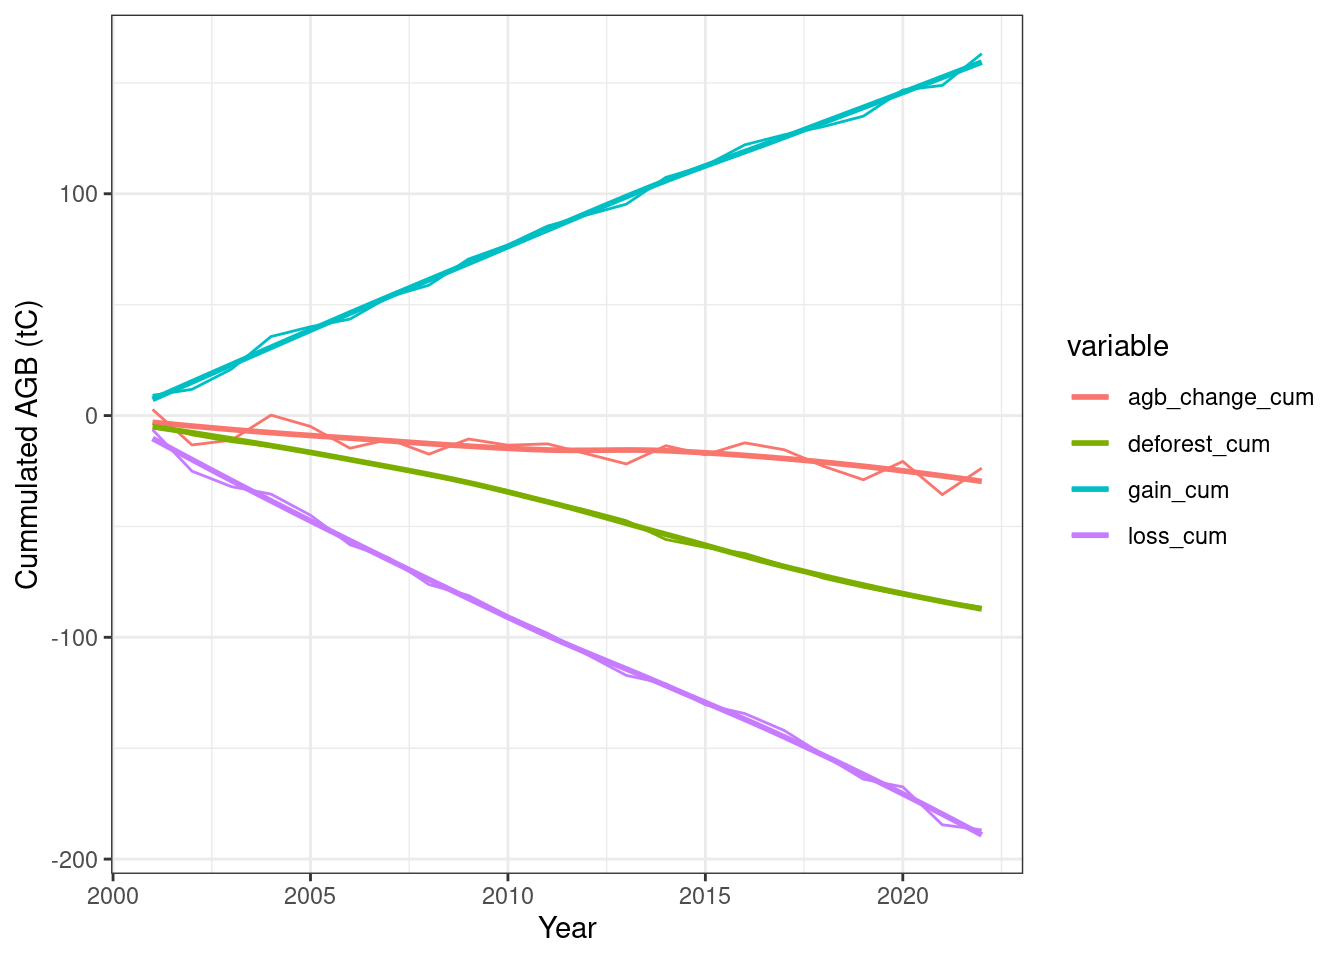 Cummulated AGB (tC)
100
0
-100
-200
2000 2005 2010 2015 2020
Year
variable
agb_change_cum
deforest_cum
gain_cum
loss_cum